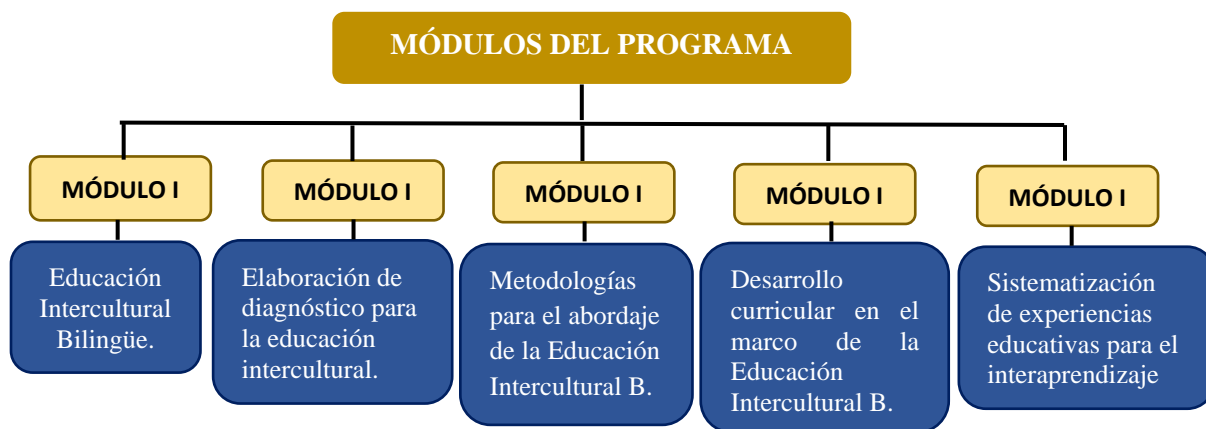 MÓDULOS DEL PROGRAMA
MÓDULO I
Educación
Intercultural
Bilingüe.
MÓDULO I
Elaboración de
diagnóstico para
la educación
intercultural.
MÓDULO I
Metodologías
para el abordaje
de la Educación
Intercultural B.
MÓDULO I
Desarrollo
curricular en el
marco de la
Educación
Intercultural B.
MÓDULO I
Sistematización
de experiencias
educativas para el
interaprendizaje